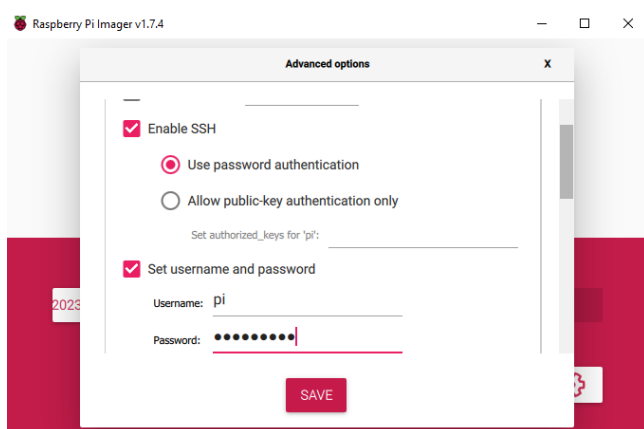 Raspberry Pi Imager v1.7.4
Advanced options
X
Enable SSH
Use password authentication
Allow public-key authentication only
Set authorized_keys for 'pi':
Set username and password
Username: pi
2023
Password: •••••••••
SAVE